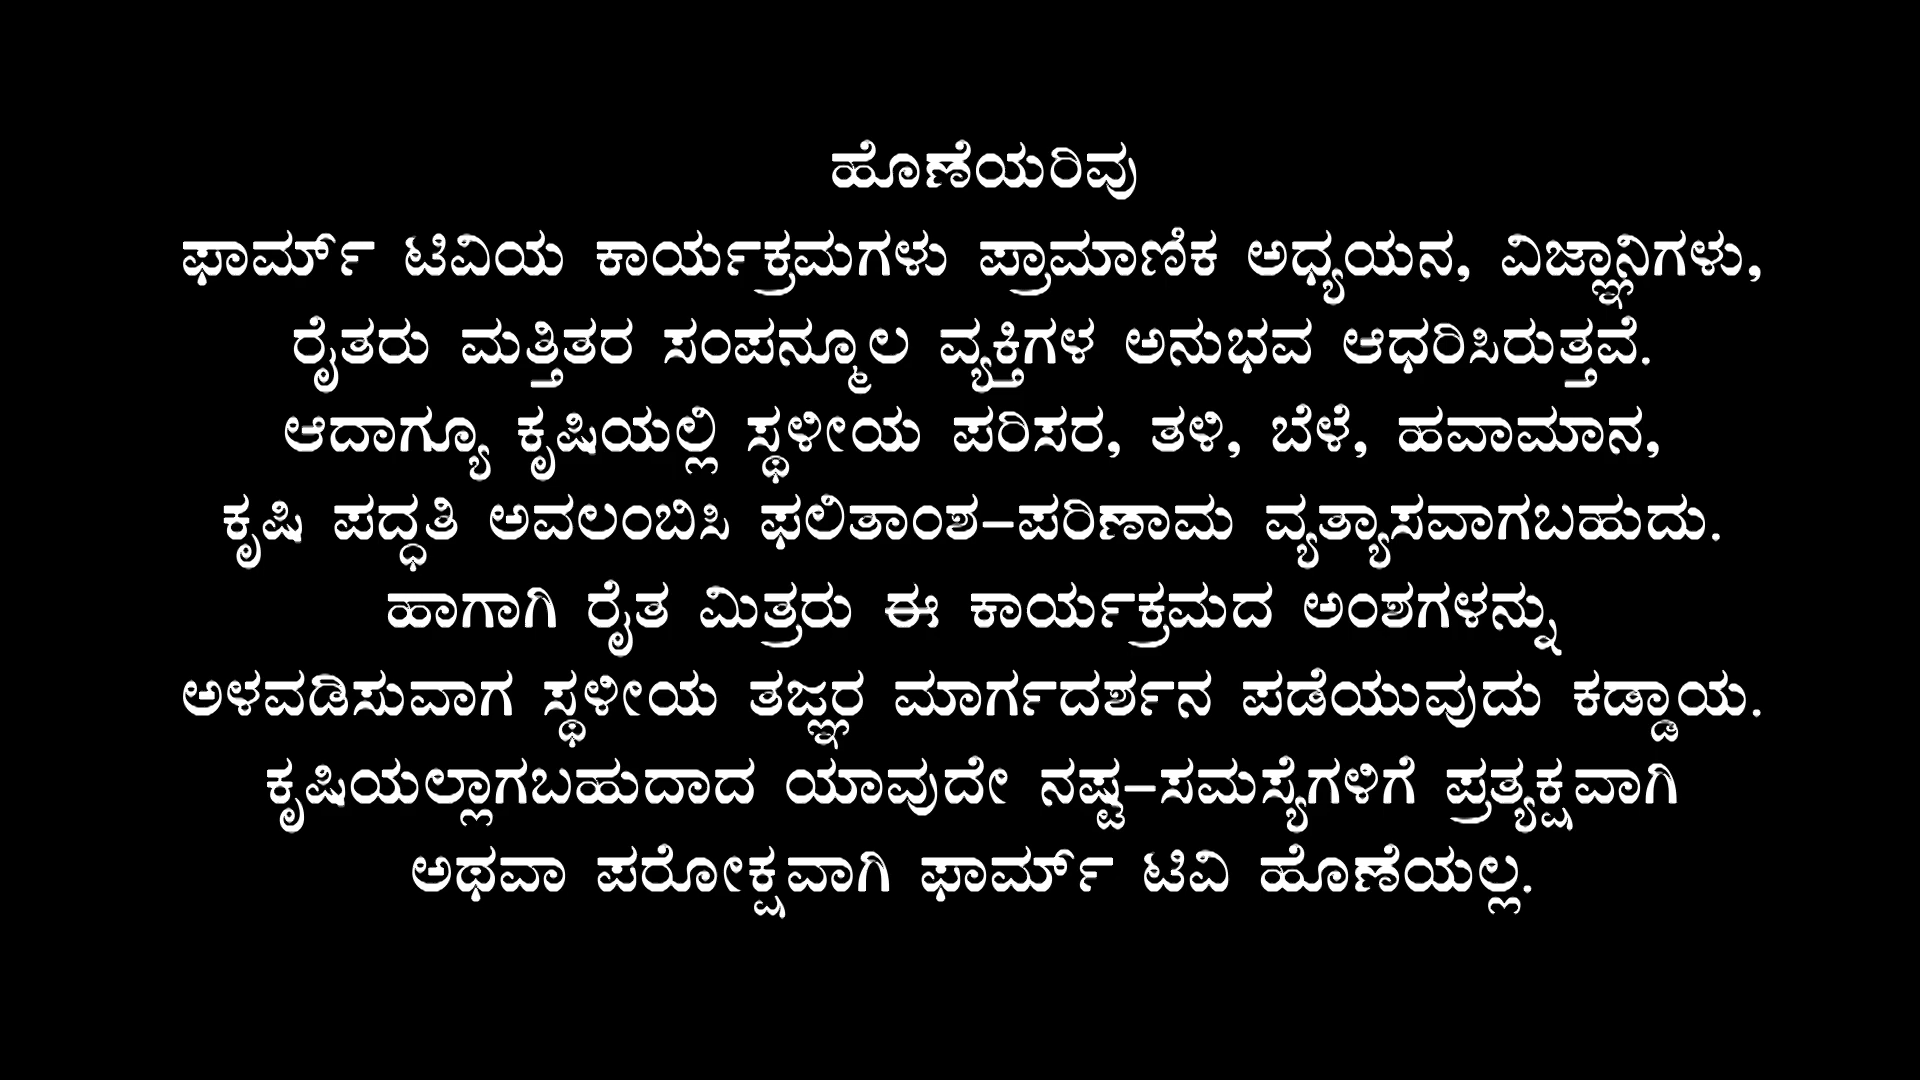 ಹೊಣೆಯರಿವು
ಫಾರ್ಮ್ ಟಿವಿಯ ಕಾರ್ಯಕ್ರಮಗಳು ಪ್ರಾಮಾಣಿಕ ಅಧ್ಯಯನ, ವಿಜ್ಞಾನಿಗಳು,
ರೈತರು ಮತ್ತಿತರ ಸಂಪನ್ಮೂಲ ವ್ಯಕ್ತಿಗಳ ಅನುಭವ ಆಧರಿಸಿರುತ್ತವೆ.
ಆದಾಗ್ಯೂ ಕೃಷಿಯಲ್ಲಿ ಸ್ಥಳೀಯ ಪರಿಸರ, ತಳಿ, ಬೆಳೆ, ಹವಾಮಾನ,
ಕೃಷಿ ಪದ್ಧತಿ ಅವಲಂಬಿಸಿ ಫಲಿತಾಂಶ-ಪರಿಣಾಮ ವ್ಯತ್ಯಾಸವಾಗಬಹುದು.
ಹಾಗಾಗಿ ರೈತ ಮಿತ್ರರು ಈ ಕಾರ್ಯಕ್ರಮದ ಅಂಶಗಳನ್ನು
ಅಳವಡಿಸುವಾಗ ಸ್ಥಳೀಯ ತಜ್ಞರ ಮಾರ್ಗದರ್ಶನ ಪಡೆಯುವುದು ಕಡ್ಡಾಯ.
ಕೃಷಿಯಲ್ಲಾಗಬಹುದಾದ ಯಾವುದೇ ನಷ್ಟ-ಸಮಸ್ಯೆಗಳಿಗೆ ಪ್ರತ್ಯಕ್ಷವಾಗಿ
ಅಥವಾ ಪರೋಕ್ಷವಾಗಿ ಫಾರ್ಮ್ ಟಿವಿ ಹೊಣೆಯಲ್ಲ.